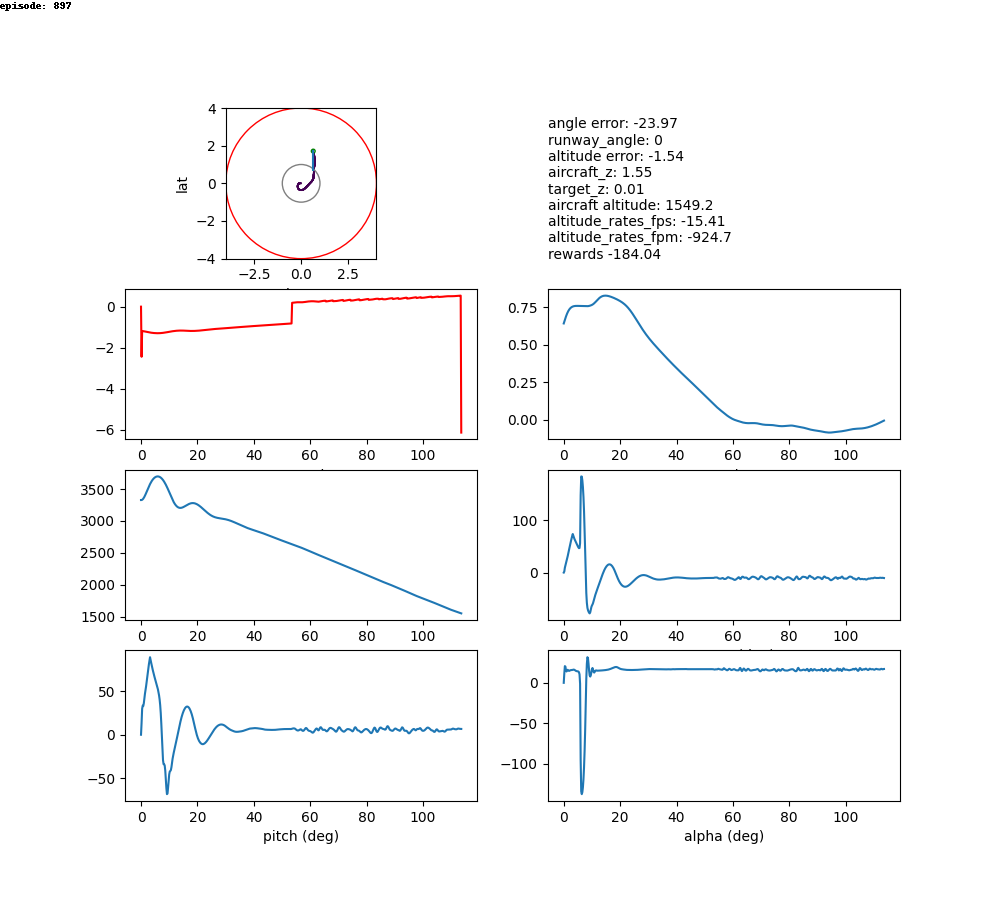 episode: 897
4
2
0
−2
−4
lat
−2.5 0.0 2.5
angle error: -23.97
runway_angle: 0
altitude error: -1.54
aircraft_z: 1.55
target_z: 0.01
aircraft altitude: 1549.2
altitude_rates_fps: -15.41
altitude_rates_fpm: -924.7
rewards -184.04
0
−2
−4
−6
0 20 40 60 80 100
0.75
0.50
0.25
0.00
0 20 40 60 80 100
3500
3000
2500
2000
1500
0 20 40 60 80 100
100
0
0 20 40 60 80 100
50
0
−50
0 20 40 60 80 100
pitch (deg)
0
−50
−100
0 20 40 60 80 100
alpha (deg)